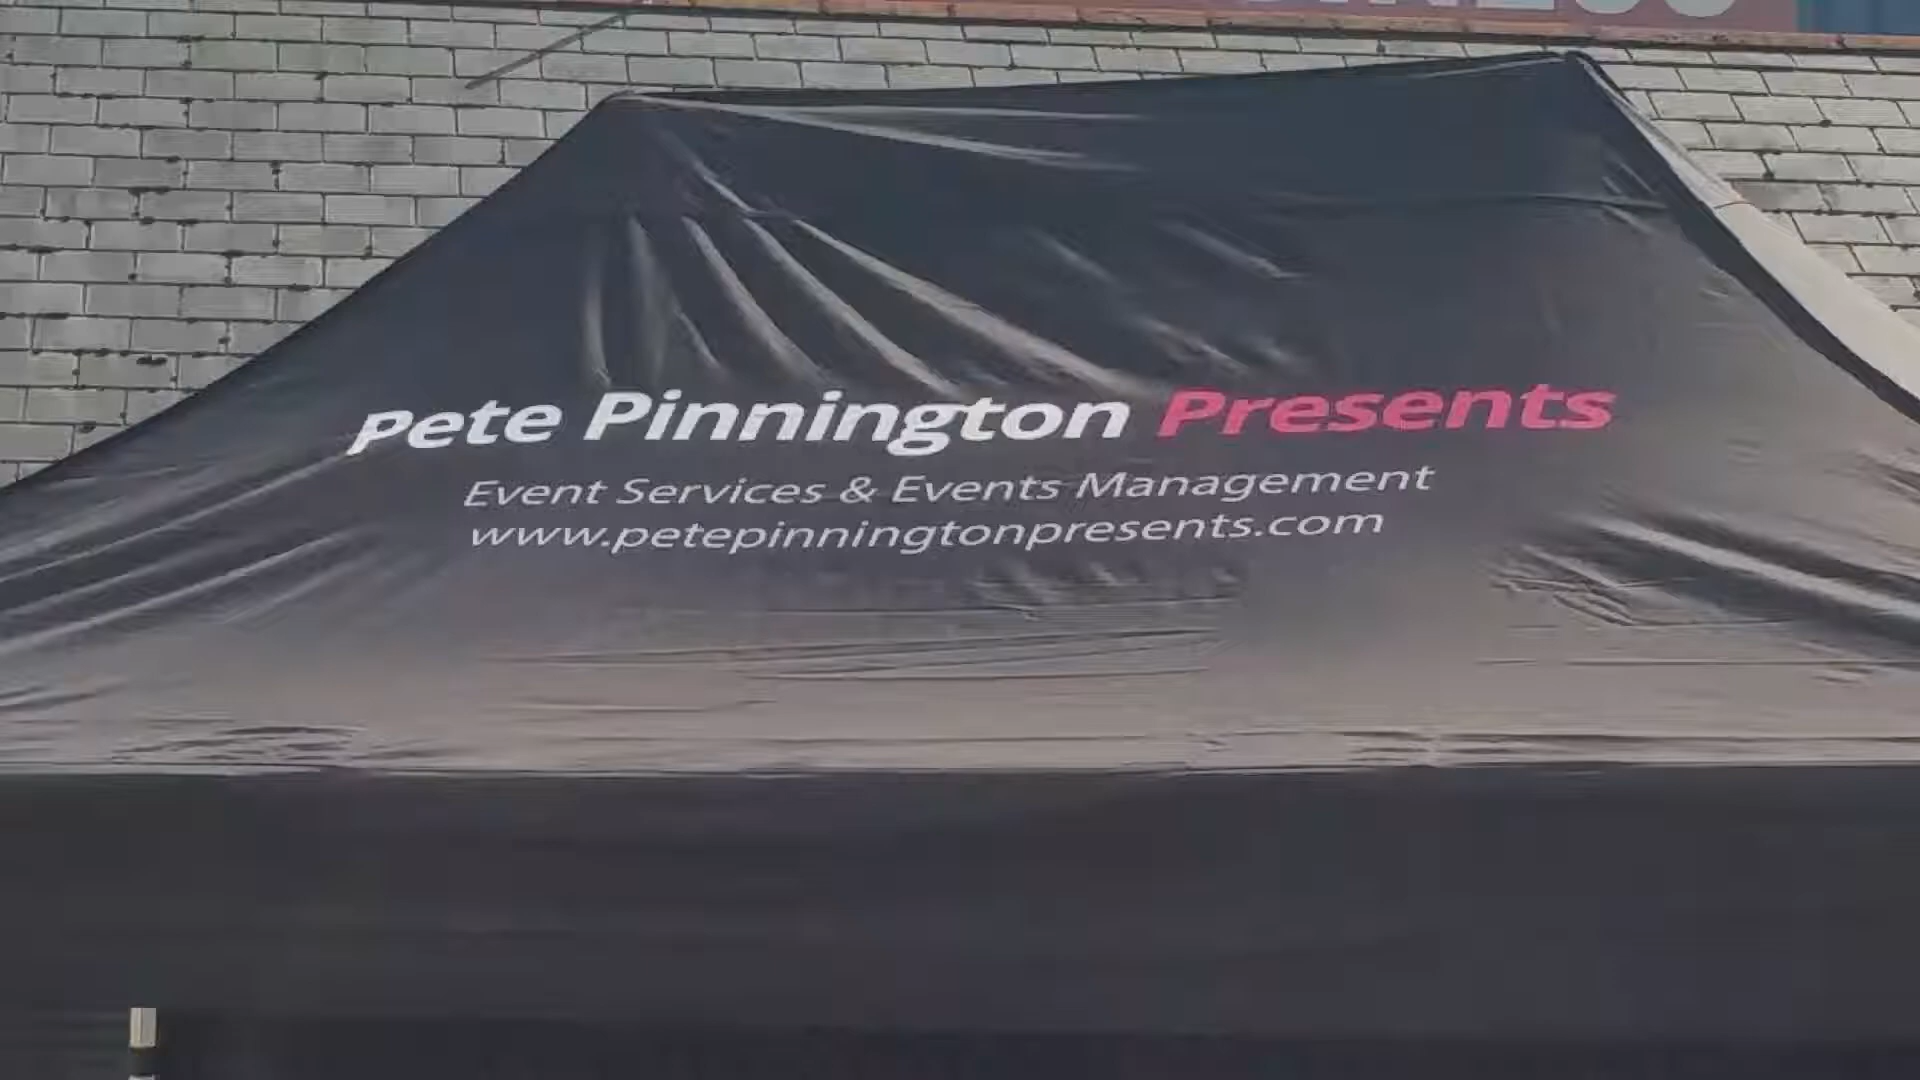 Pete Pinnington Presents
Event Services & Events Management
www.petepinningtonpresents.com